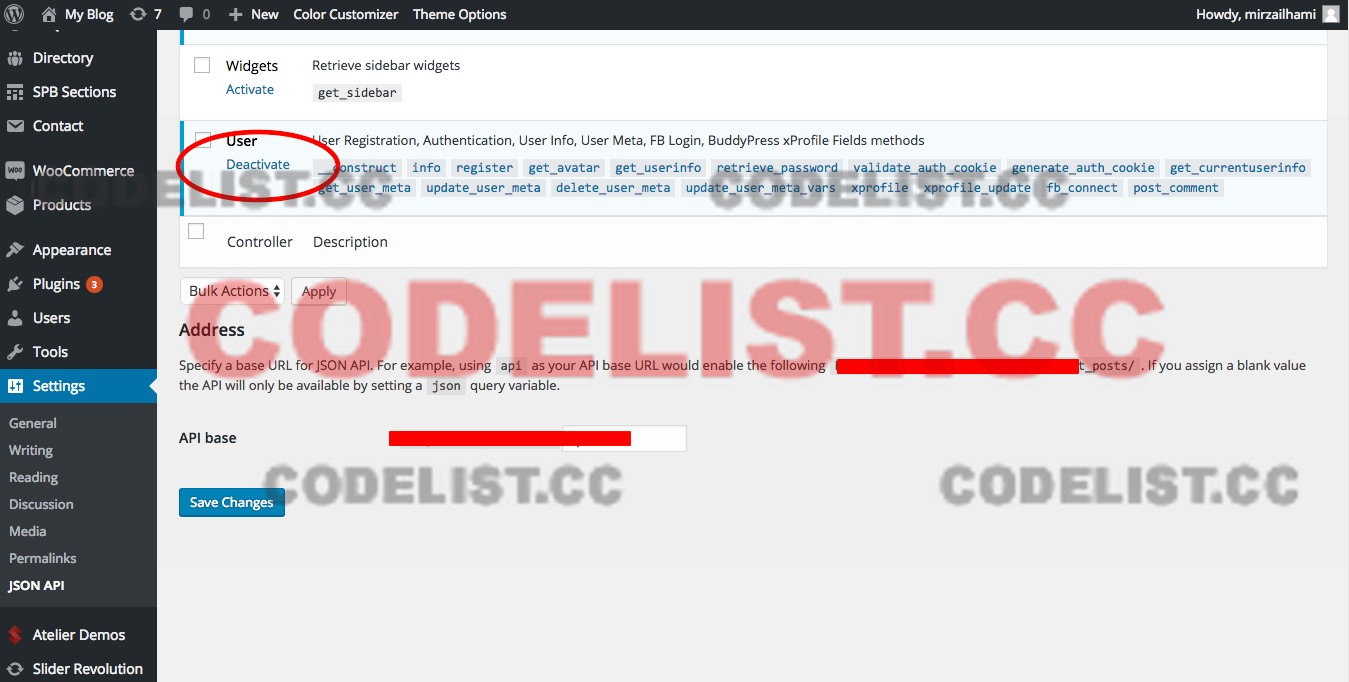 My Blog 7 0 New Color Customizer Theme Options Howdy, mirzailhami
Directory
SPB Sections
Contact
WOO WooCommerce
Products
Appearance
Plugins 3
Users
Tools
Settings
General
Writing
Reading
Discussion
Media
Permalinks
JSON API
Atelier Demos
Slider Revolution
Widgets Retrieve sidebar widgets
Activate get_sidebar
User User Registration, Authentication, User Info, User Meta, FB Login, BuddyPress xProfile Fields methods
Deactivate __construct info register get_avatar get_userinfo retrieve_password validate_auth_cookie generate_auth_cookie get_currentuserinfo
get_user_meta update_user_meta delete_user_meta update_user_meta_vars xprofile xprofile_update fb_connect post_comment
CODELIST.CC CODELIST.CC
Controller Description
Bulk Actions Apply
CODELIST.CC
Address
Specify a base URL for JSON API. For example, using api as your API base URL would enable the following t_posts/ . If you assign a blank value
the API will only be available by setting a json query variable.
API base
CODELIST.CC CODELIST.CC
Save Changes